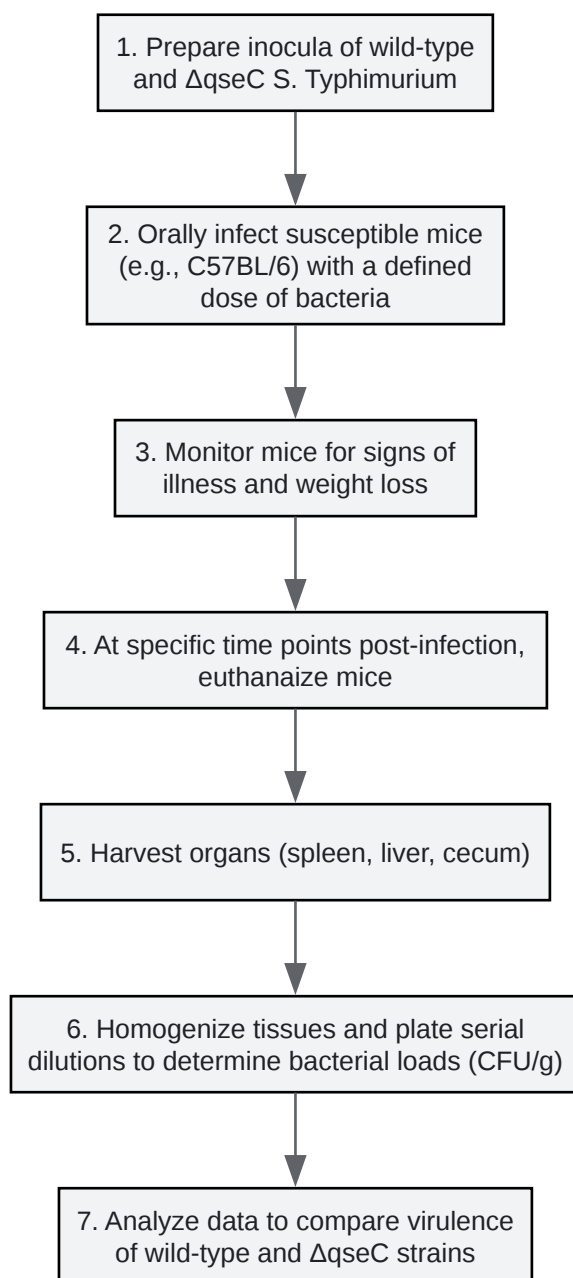 1. Prepare inocula of wild-type
and ΔqseC S. Typhimurium
2. Orally infect susceptible mice
(e.g., C57BL/6) with a defined
dose of bacteria
3. Monitor mice for signs of
illness and weight loss
4. At specific time points post-infection,
euthanaize mice
5. Harvest organs (spleen, liver, cecum)
6. Homogenize tissues and plate serial
dilutions to determine bacterial loads (CFU/g)
7. Analyze data to compare virulence
of wild-type and ΔqseC strains